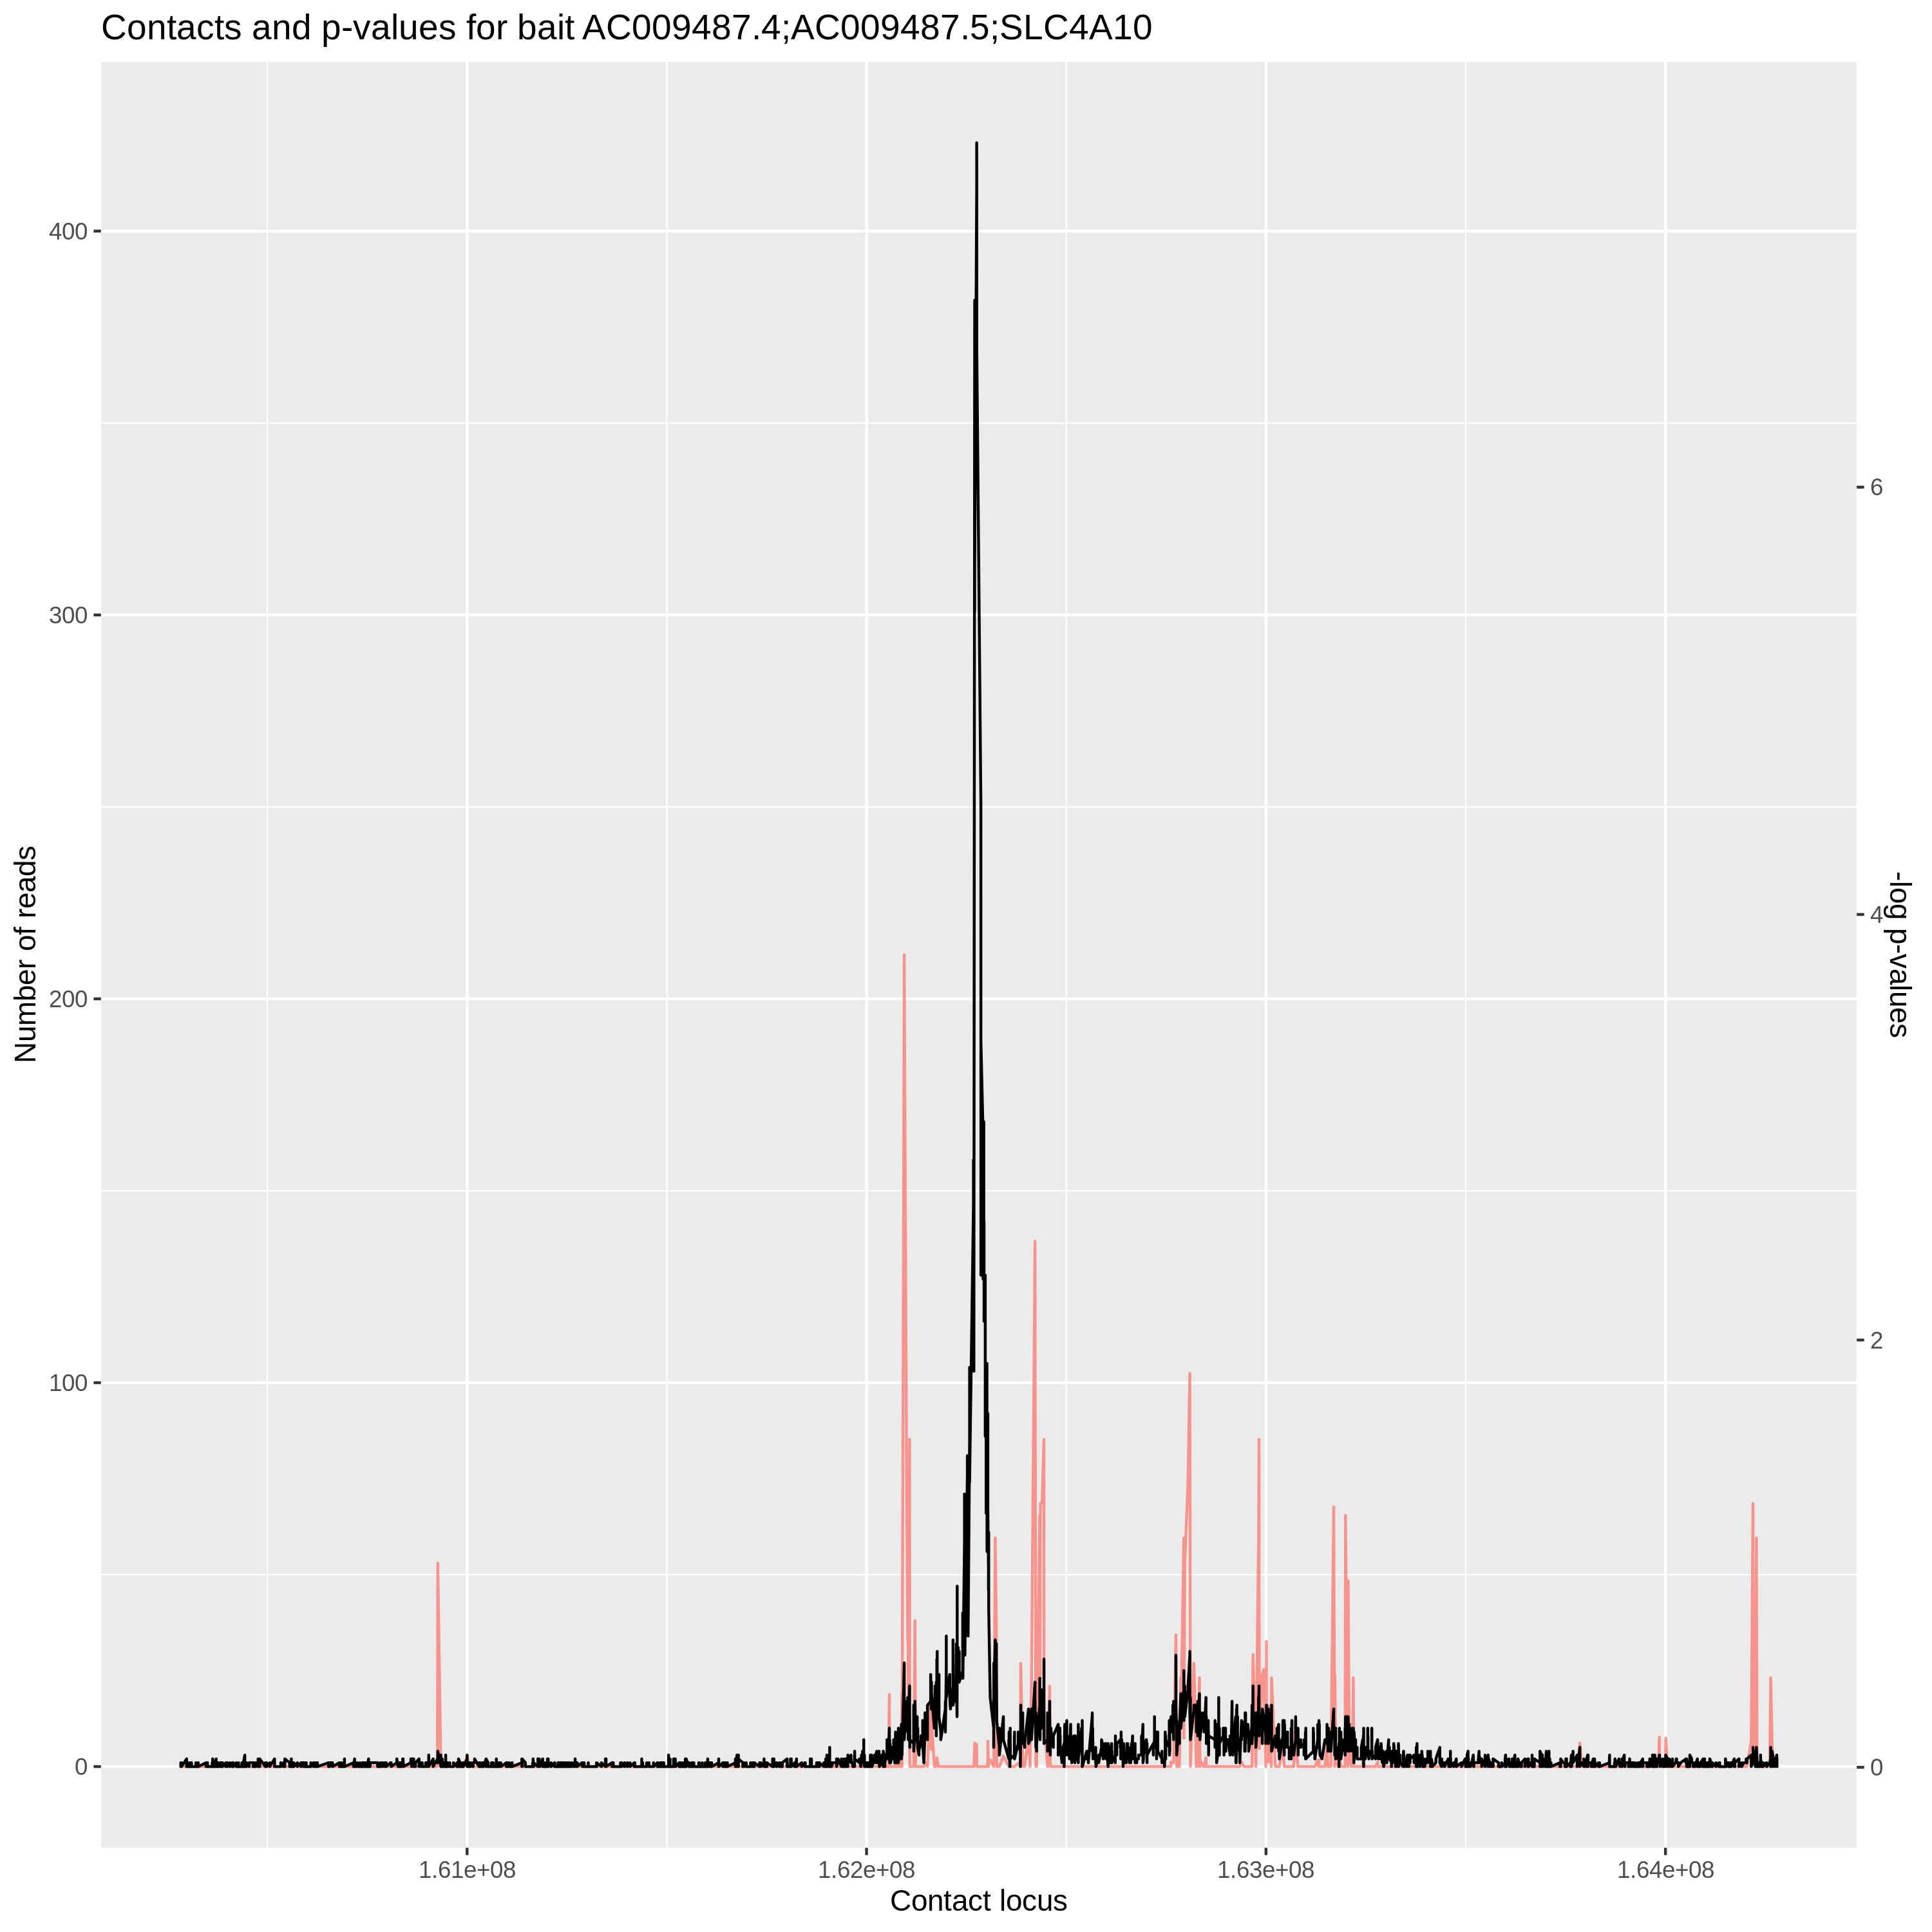 Contacts and p-values for bait AC009487.4;AC009487.5;SLC4A10
Number of reads
400
300
200
100
0
6
4
2
0
-log p-values
1.61e+08
1.62e+08
1.63e+08
1.64e+08
Contact locus